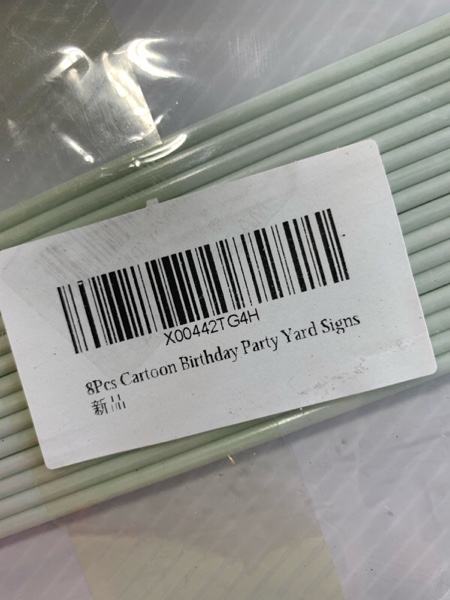 X00442TG4H
8Pcs Cartoon Birthday Party Yard Signs
新品